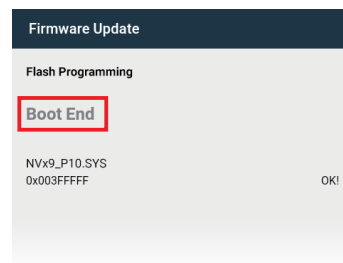 Firmware Update
Flash Programming
Boot End
NVx9_P10.SYS
0x003FFFFF OK!